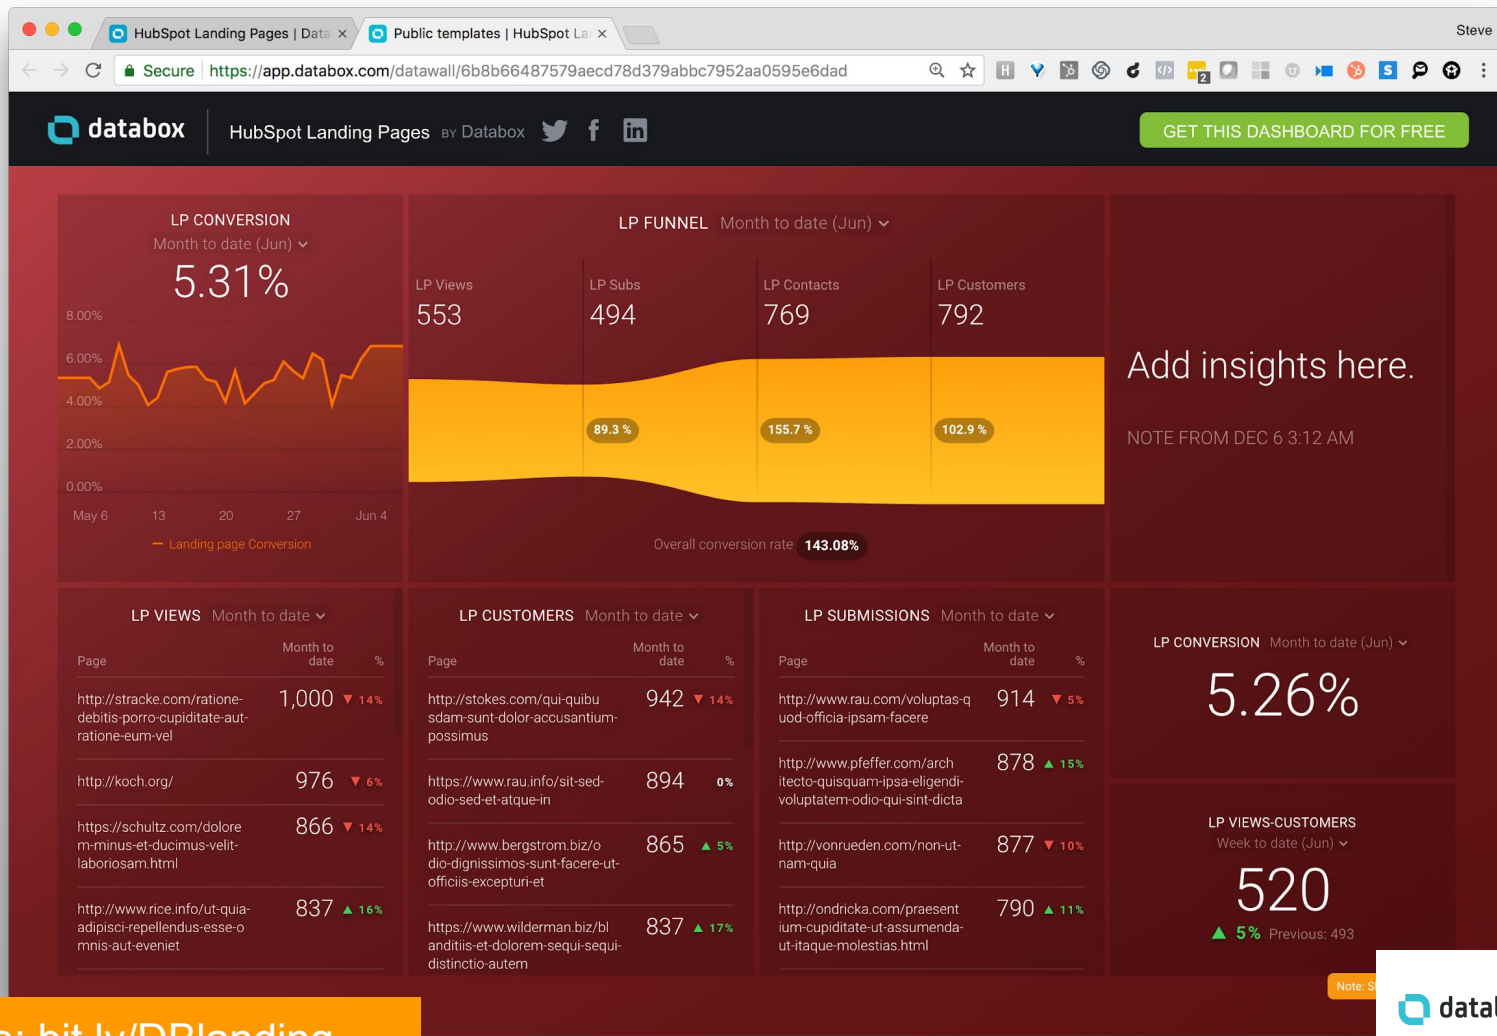 HubSpot Landing Pages | Data
Public templates | HubSpot La
Steve
Secure https://app.databox.com/datawall/6b8b66487579aecd78d379abbc7952aa0595e6dad
2
databox
HubSpot Landing Pages BY Databox
GET THIS DASHBOARD FOR FREE
LP CONVERSION
Month to date (Jun)
5.31%
8.00%
6.00%
4.00%
2.00%
0.00%
May 6 13 20 27 Jun 4
Landing page Conversion
LP FUNNEL Month to date (Jun)
LP Views LP Subs LP Contacts LP Customers
553 494 769 792
89.3 % 155.7 % 102.9 %
Overall conversion rate 143.08%
Add insights here.
NOTE FROM DEC 6 3:12 AM
LP VIEWS Month to date
Month to
Page date %
http://stracke.com/ratione- 1,000 ▼ 14%
debitis-porro-cupiditate-aut-
ratione-eum-vel
http://koch.org/ 976 ▼ 6%
https://schultz.com/dolore 866 ▼ 14%
m-minus-et-ducimus-velit-
laboriosam.html
http://www.rice.info/ut-quia- 837 ▲ 16%
adipisci-repellendus-esse-o
mnis-aut-eveniet
LP CUSTOMERS Month to date
Month to
Page date %
http://stokes.com/qui-quibu 942 ▼ 14%
sdam-sunt-dolor-accusantium-
possimus
https://www.rau.info/sit-sed- 894 0%
odio-sed-et-atque-in
http://www.bergstrom.biz/o 865 ▲ 5%
dio-dignissimos-sunt-facere-ut-
officiis-excepturi-et
https://www.wilderman.biz/bl 837 ▲ 17%
anditiis-et-dolorem-sequi-sequi-
distinctio-autem
LP SUBMISSIONS Month to date
Month to
Page date %
http://www.rau.com/voluptas-q 914 ▼ 5%
uod-officia-ipsam-facere
http://www.pfeffer.com/arch 878 ▲ 15%
itecto-quisquam-ipsa-eligendi-
voluptatem-odio-qui-sint-dicta
http://vonrueden.com/non-ut- 877 ▼ 10%
nam-quia
http://ondricka.com/praesent 790 ▲ 11%
ium-cupiditate-ut-assumenda-
ut-itaque-molestias.html
LP CONVERSION Month to date (Jun)
5.26%
LP VIEWS-CUSTOMERS
Week to date (Jun)
520
▲ 5% Previous: 493
Note:
bit.ly/DBlanding